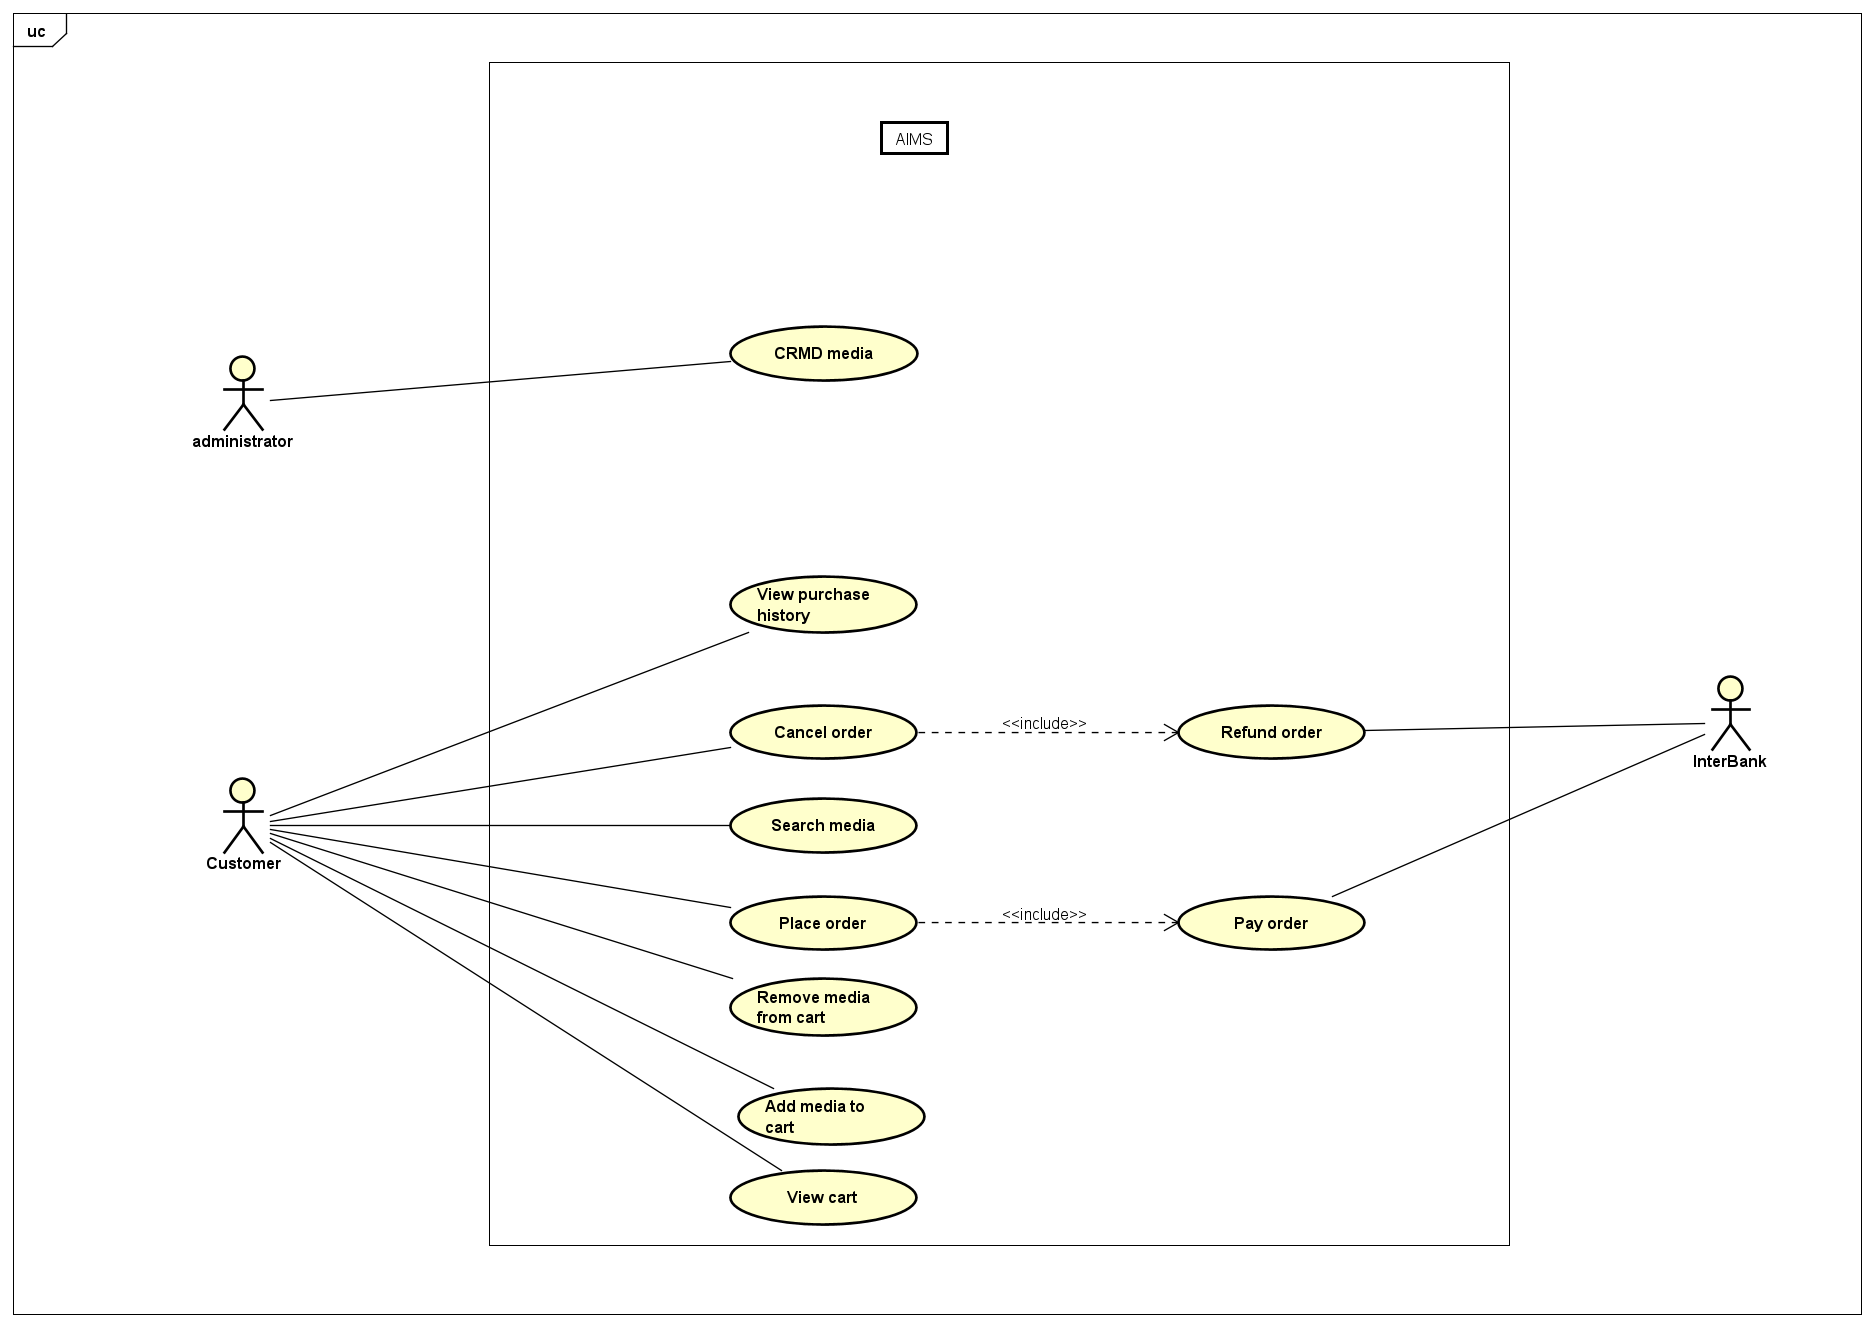 uc
AIMS
CRMD media
administrator
View purchase
history
Cancel order
<<include>>
Refund order
InterBank
Search media
Customer
Place order
<<include>>
Pay order
Remove media
from cart
Add media to
cart
View cart